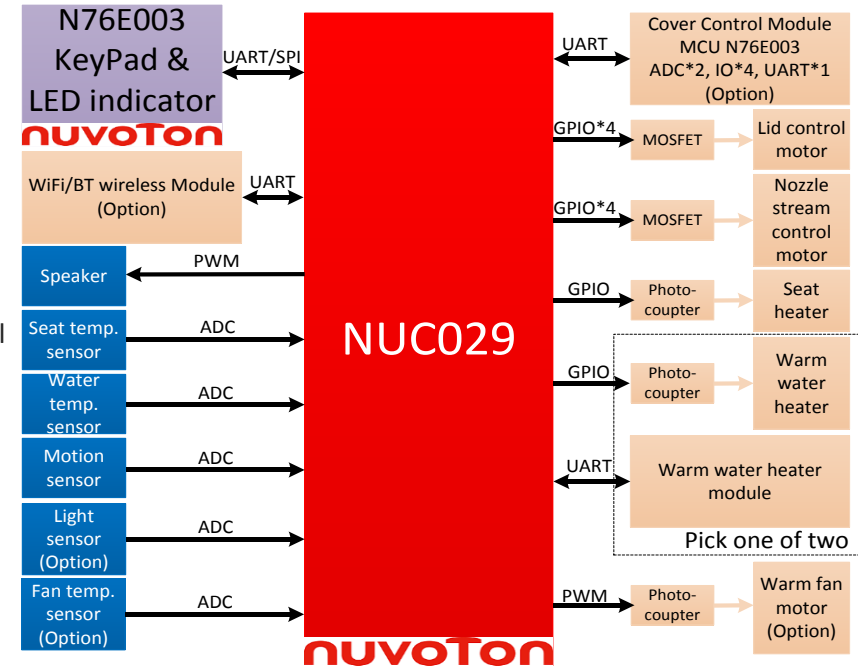 N76E003
KeyPad &
LED indicator
nuvoTon
UART/SPI
WiFi/BT wireless Module
(Option)
UART
Speaker
PWM
l
Seat temp.
sensor
ADC
Water
temp.
sensor
ADC
Motion
sensor
ADC
Light
sensor
(Option)
ADC
Fan temp.
sensor
(Option)
ADC
NUC029
nuvoTon
UART
Cover Control Module
MCU N76E003
ADC*2, IO*4, UART*1
(Option)
GPIO*4
MOSFET
Lid control
motor
GPIO*4
MOSFET
Nozzle
stream
control
motor
GPIO
Photo-
coupter
Seat
heater
GPIO
Photo-
coupter
Warm
water
heater
UART
Warm water heater
module
Pick one of two
PWM
Photo-
coupter
Warm fan
motor
(Option)